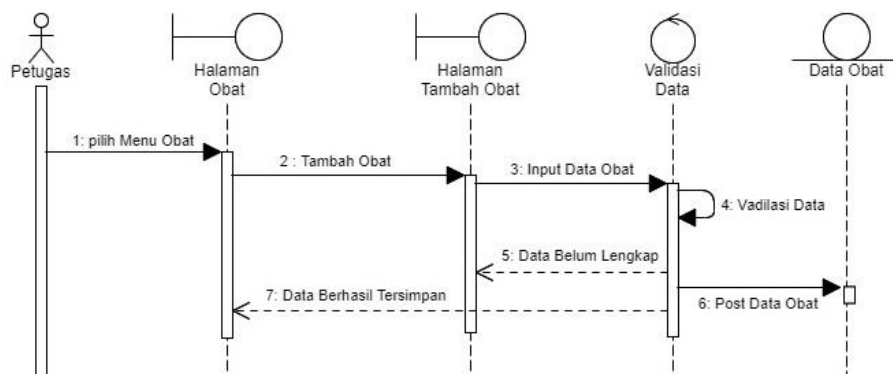 Petugas
Halaman
Obat
Halaman
Tambah Obat
Validasi
Data
Data Obat
1: pilih Menu Obat
2 : Tambah Obat
3: Input Data Obat
4: Vadilasi Data
5: Data Belum Lengkap
7: Data Berhasil Tersimpan
6: Post Data Obat